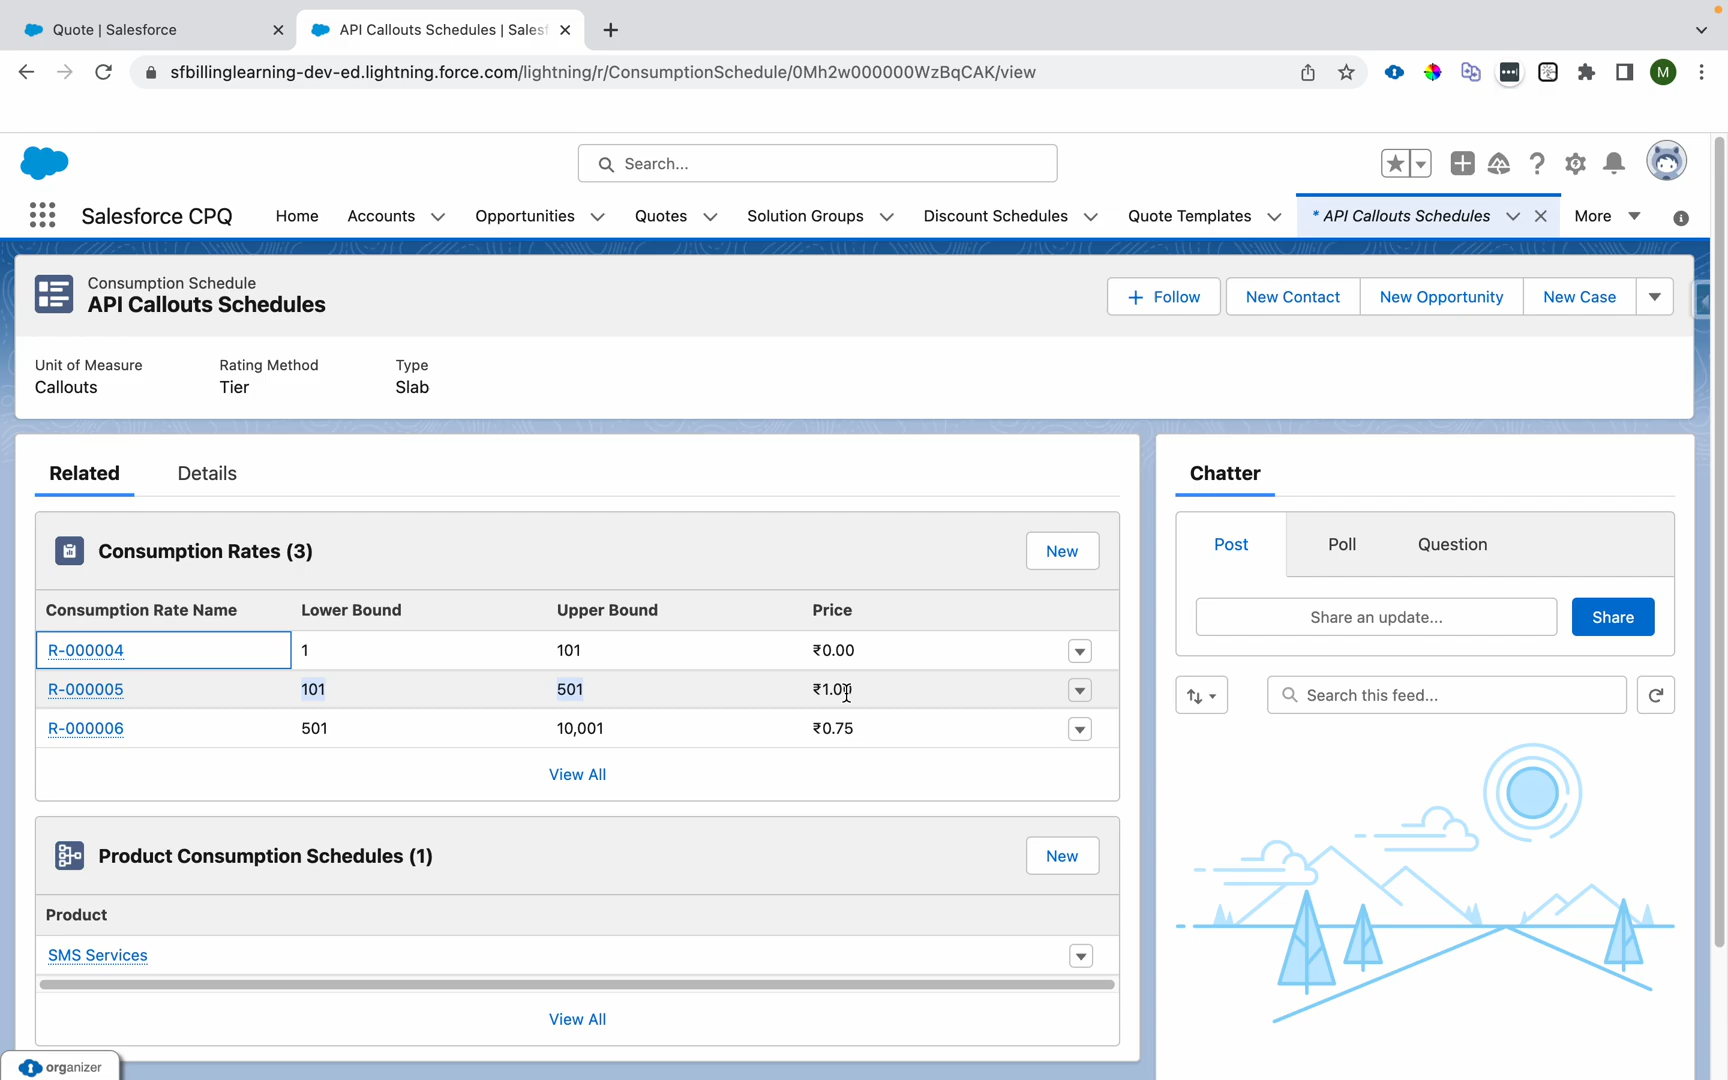 Quote | Salesforce
API Callouts Schedules | Salesf
sfbillinglearning-dev-ed.lightning.force.com/lightning/r/ConsumptionSchedule/0Mh2w000000WzBqCAK/view
M
Search...
Salesforce CPQ
Home
Accounts
Opportunities
Quotes
Solution Groups
Discount Schedules
Quote Templates
* API Callouts Schedules
More
Consumption Schedule
API Callouts Schedules
Follow
New Contact
New Opportunity
New Case
Unit of Measure
Callouts
Rating Method
Tier
Type
Slab
Related
Details
Consumption Rates (3)
New
Consumption Rate Name Lower Bound Upper Bound Price
R-000004 1 101 ₹0.00
R-000005 101 501 ₹1.00
R-000006 501 10,001 ₹0.75
View All
Product Consumption Schedules (1)
New
Product
SMS Services
View All
Chatter
Post
Poll
Question
Share an update...
Share
Search this feed...
organizer